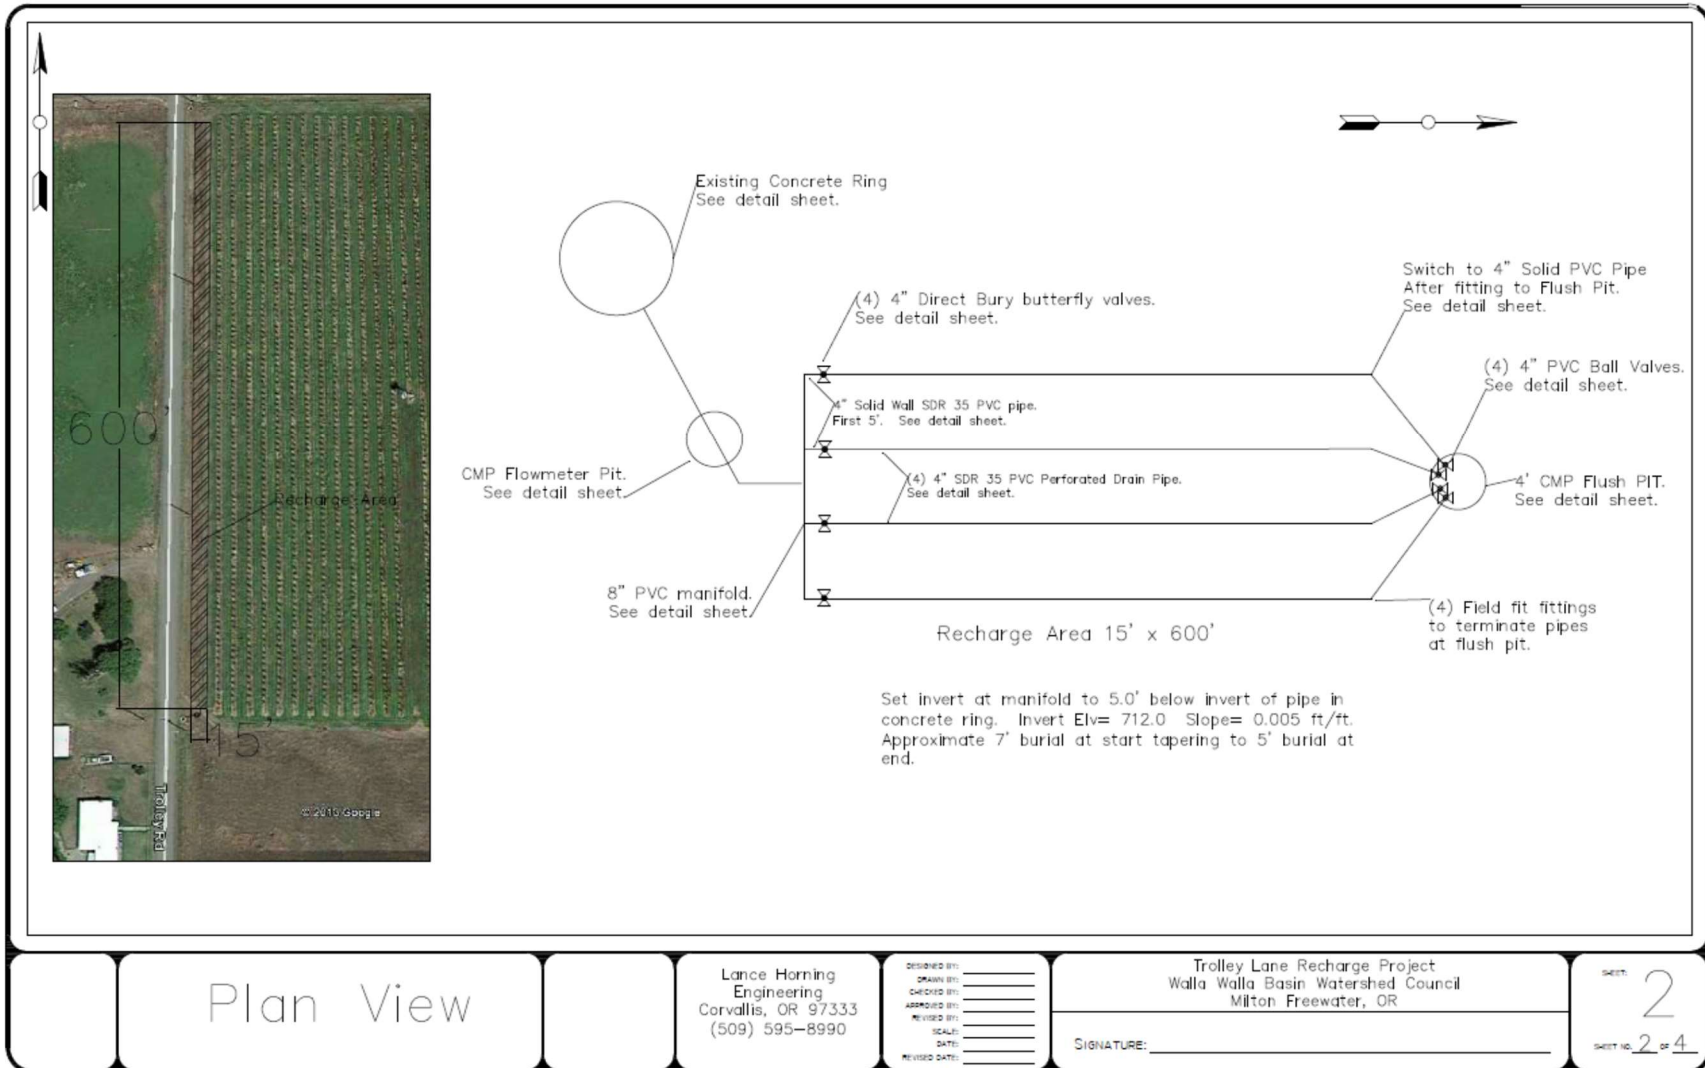 600'
Recharge Area
15'
Trolley Rd
© 2015 Google
Existing Concrete Ring
See detail sheet.
(4) 4" Direct Bury butterfly valves.
See detail sheet.
Switch to 4" Solid PVC Pipe
After fitting to Flush Pit.
See detail sheet.
(4) 4" PVC Ball Valves.
See detail sheet.
4" Solid Wall SDR 35 PVC pipe.
First 5'. See detail sheet.
CMP Flowmeter Pit.
See detail sheet.
(4) 4" SDR 35 PVC Perforated Drain Pipe.
See detail sheet.
4' CMP Flush PIT.
See detail sheet.
8" PVC manifold.
See detail sheet.
(4) Field fit fittings
to terminate pipes
at flush pit.
Recharge Area 15' x 600'
Set invert at manifold to 5.0' below invert of pipe in
concrete ring. Invert Elv= 712.0 Slope= 0.005 ft/ft.
Approximate 7' burial at start tapering to 5' burial at
end.
Plan View
Lance Horning
Engineering
Corvallis, OR 97333
(509) 595-8990
DESIGNED BY:
DRAWN BY:
CHECKED BY:
APPROVED BY:
REVISED BY:
SCALE:
DATE:
REVISED DATE:
Trolley Lane Recharge Project
Walla Walla Basin Watershed Council
Milton Freewater, OR
SIGNATURE:
SHEET:
2
SHEET NO. 2 OF 4